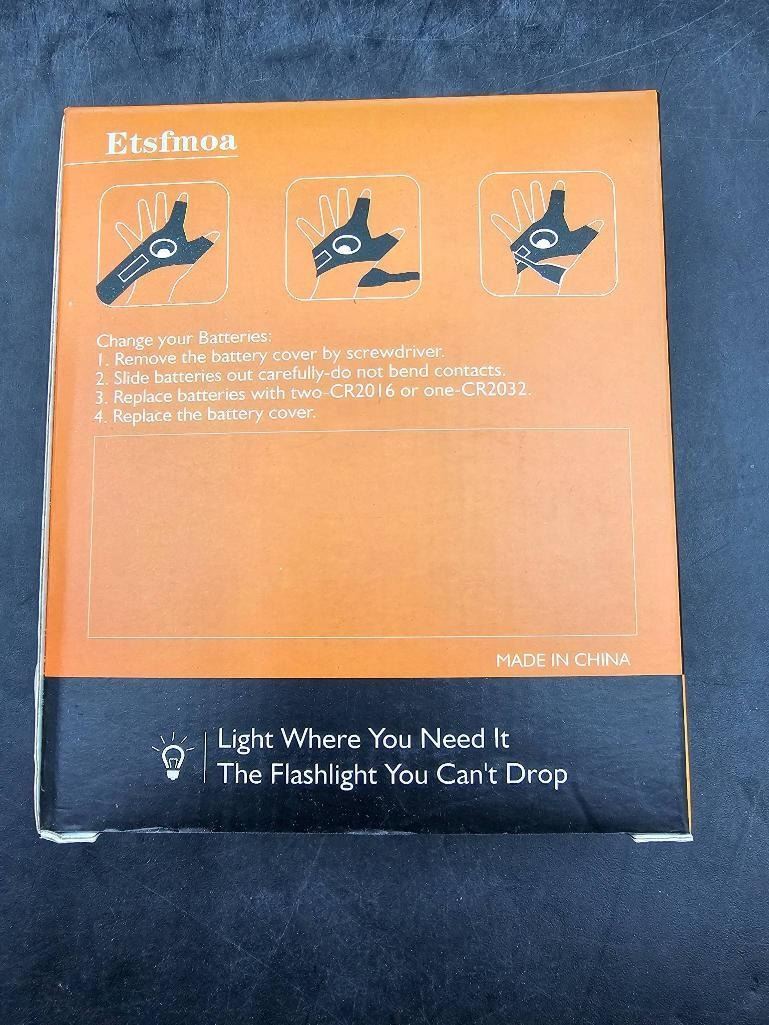 Etsfmoa
Change your Batteries:
1. Remove the battery cover by screwdriver.
2. Slide batteries out carefully-do not bend contacts.
3. Replace batteries with two-CR2016 or one-CR2032.
4. Replace the battery cover.
MADE IN CHINA
Light Where You Need It
The Flashlight You Can't Drop